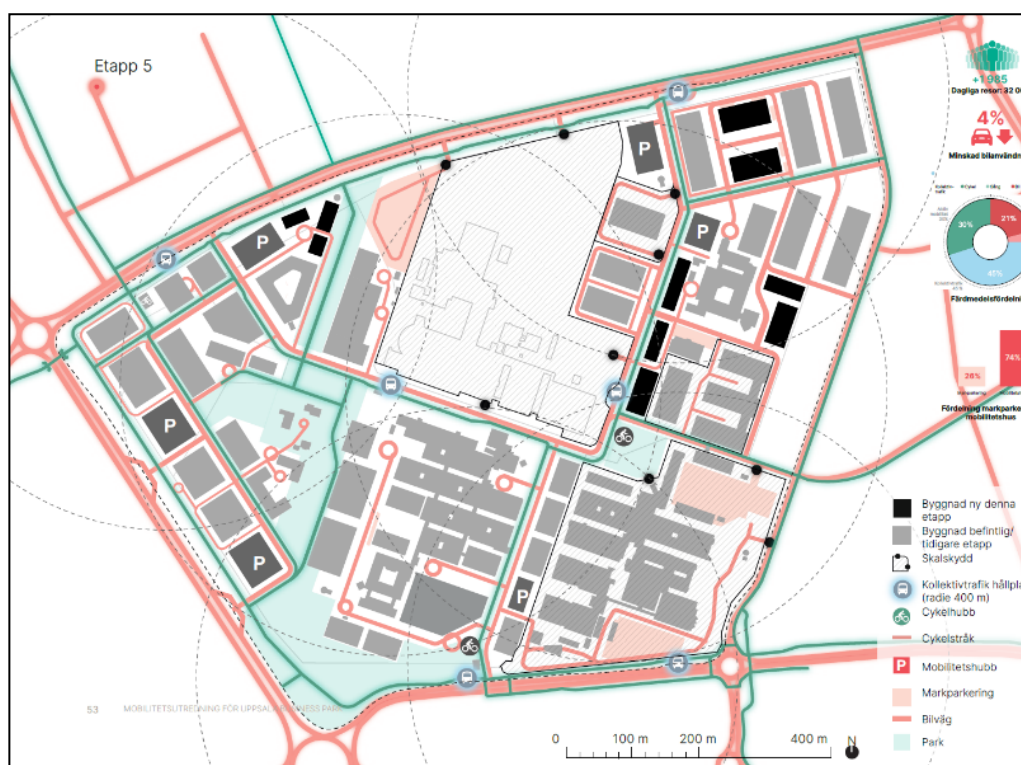 Etapp 5
+1 985
Dagliga resor: 32 0
4%
Minskad bilanvändn
30%
21%
Färdmedelsfördelni
74%
26%
Fördelning markparke
mobilitetshus
P
P
P
P
P
P
Byggnad ny denna
etapp
Byggnad befintlig/
tidigare etapp
Skalskydd
Kollektivtrafik hållpla
(radie 400 m)
Cykelhubb
Cykelstråk
P Mobilitetshubb
Markparkering
Bilväg
Park
53 MOBILITETSUTREDNING FÖR UPPSALA BUSINESS PARK
0 100 m 200 m 400 m N